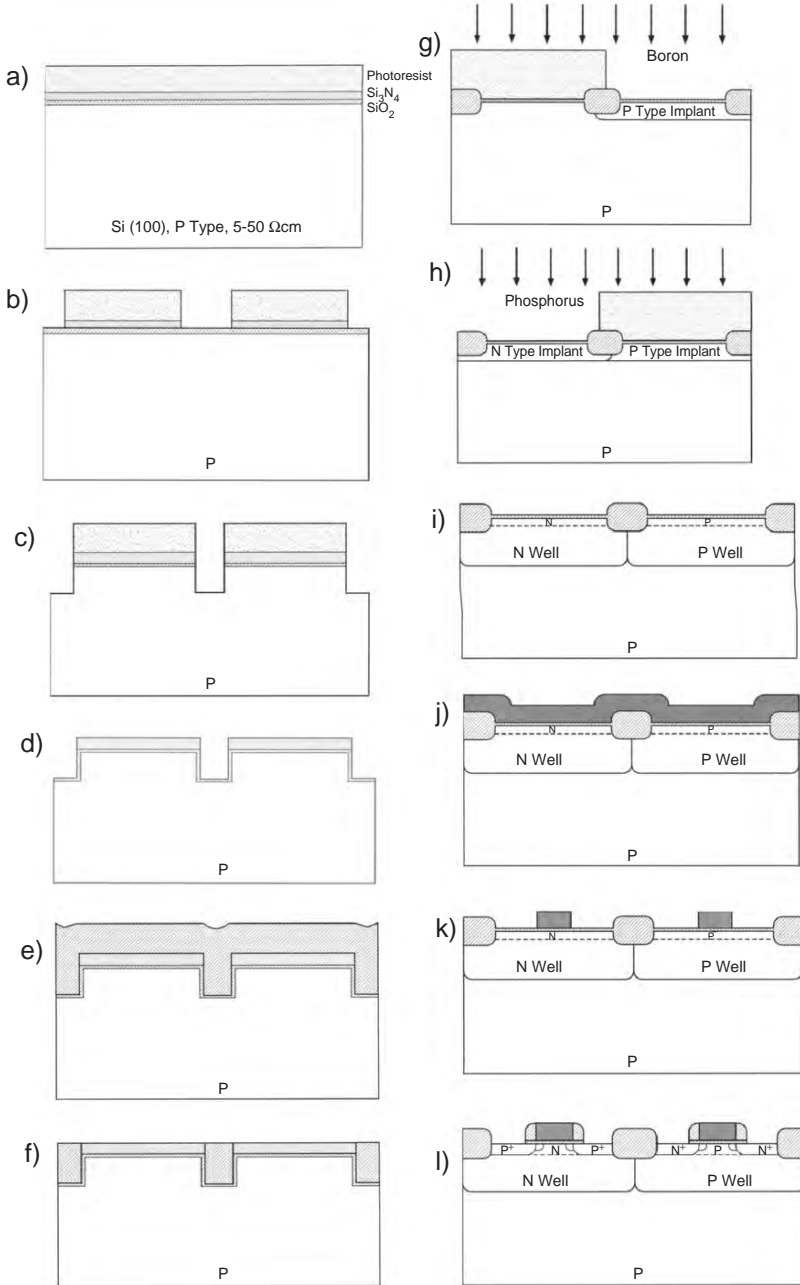 a)
Photoresist
Si₃N₄
SiO₂
Si (100), P Type, 5-50 Ωcm
b)
P
c)
P
d)
P
e)
P
f)
P
g)
Boron
P Type Implant
P
h)
Phosphorus
N Type Implant P Type Implant
P
i)
N P
N Well P Well
P
j)
N P
N Well P Well
P
k)
N P
N Well P Well
P
l)
P⁺ N P⁺ N⁺ P N⁺
N Well P Well
P